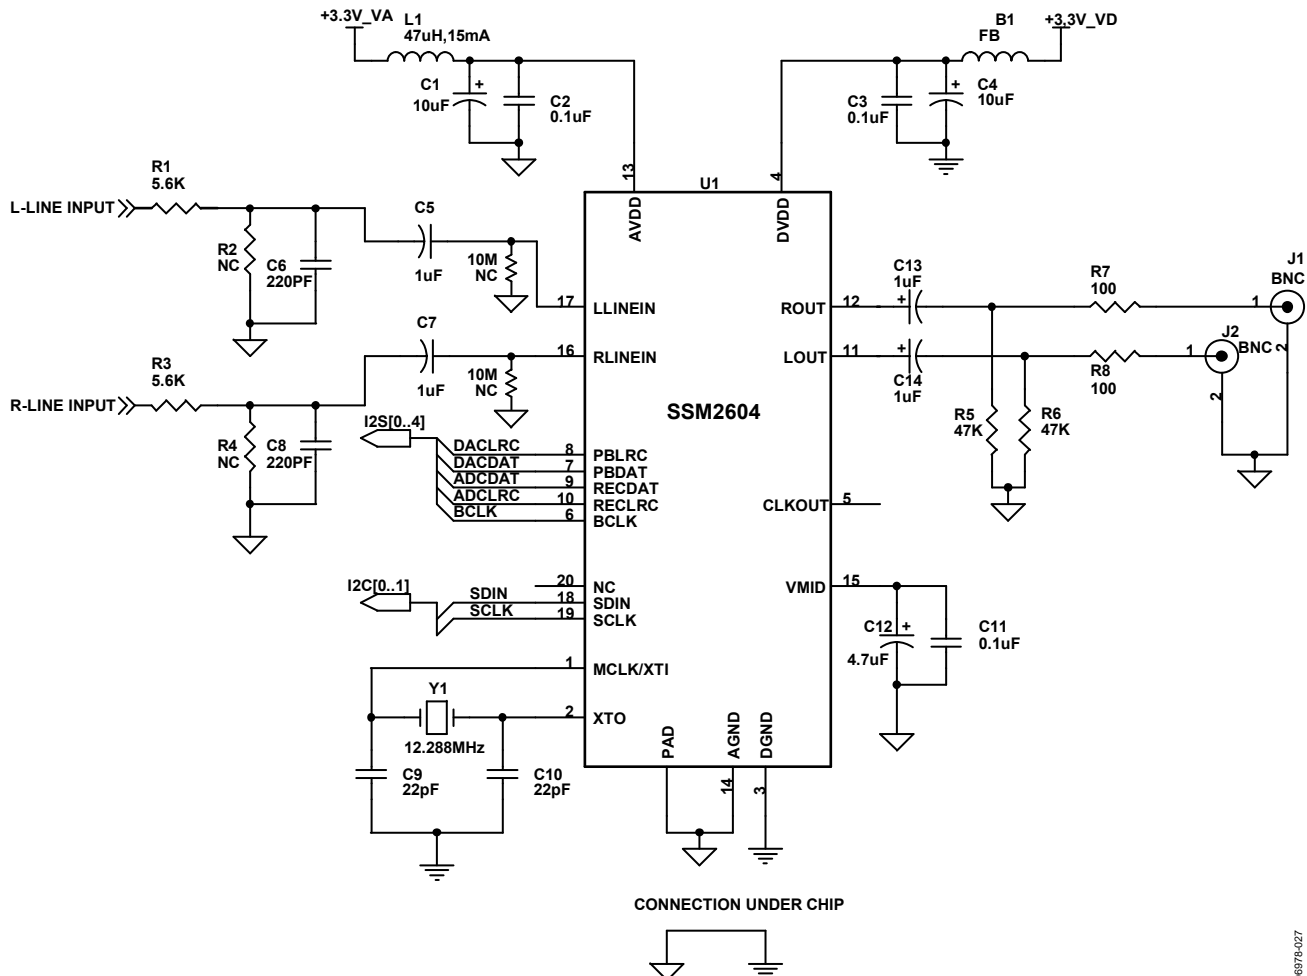 +3.3V_VA
L1
47uH,15mA
C1
+
10uF
C2
0.1uF
B1
FB
+3.3V_VD
C3
0.1uF
+
C4
10uF
13
4
U1
AVDD
DVDD
R1
5.6K
L-LINE INPUT
R2
NC
C6
220PF
C5
1uF
10M
NC
17
LLINEIN
C7
1uF
16
RLINEIN
10M
NC
R3
5.6K
R-LINE INPUT
R4
NC
C8
220PF
SSM2604
ROUT
12
C13
1uF
+
R7
100
1
J1
BNC
2
LOUT
11
+
C14
1uF
R8
100
1
J2
BNC
2
R5
47K
R6
47K
I2S[0..4]
DACLRC
8
PBLRC
DACDAT
7
PBDAT
ADCDAT
9
RECDAT
ADCLRC
10
RECLRC
BCLK
6
BCLK
CLKOUT
5
I2C[0..1]
20
NC
SDIN
18
SDIN
SCLK
19
SCLK
VMID
15
C12
+
4.7uF
C11
0.1uF
1
MCLK/XTI
Y1
12.288MHz
2
XTO
C9
22pF
C10
22pF
PAD
AGND
DGND
14
3
CONNECTION UNDER CHIP